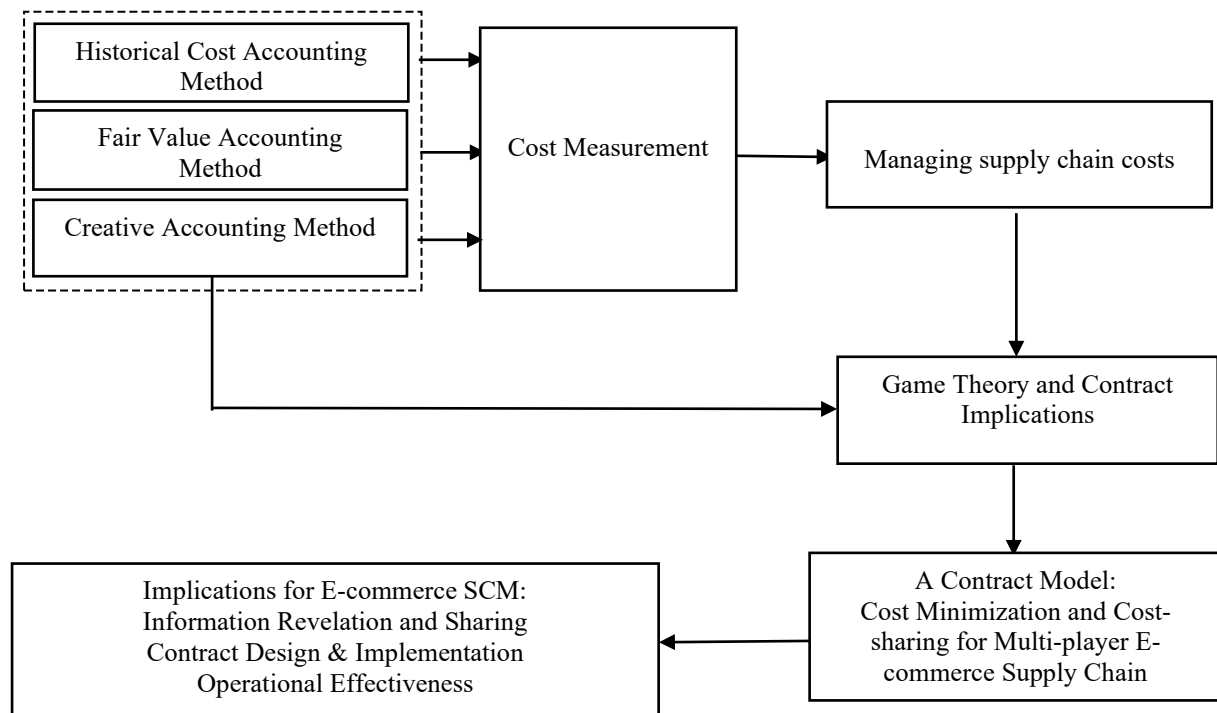 Historical Cost Accounting
Method
Fair Value Accounting
Method
Creative Accounting Method
Cost Measurement
Managing supply chain costs
Game Theory and Contract
Implications
A Contract Model:
Cost Minimization and Cost-
sharing for Multi-player E-
commerce Supply Chain
Implications for E-commerce SCM:
Information Revelation and Sharing
Contract Design & Implementation
Operational Effectiveness